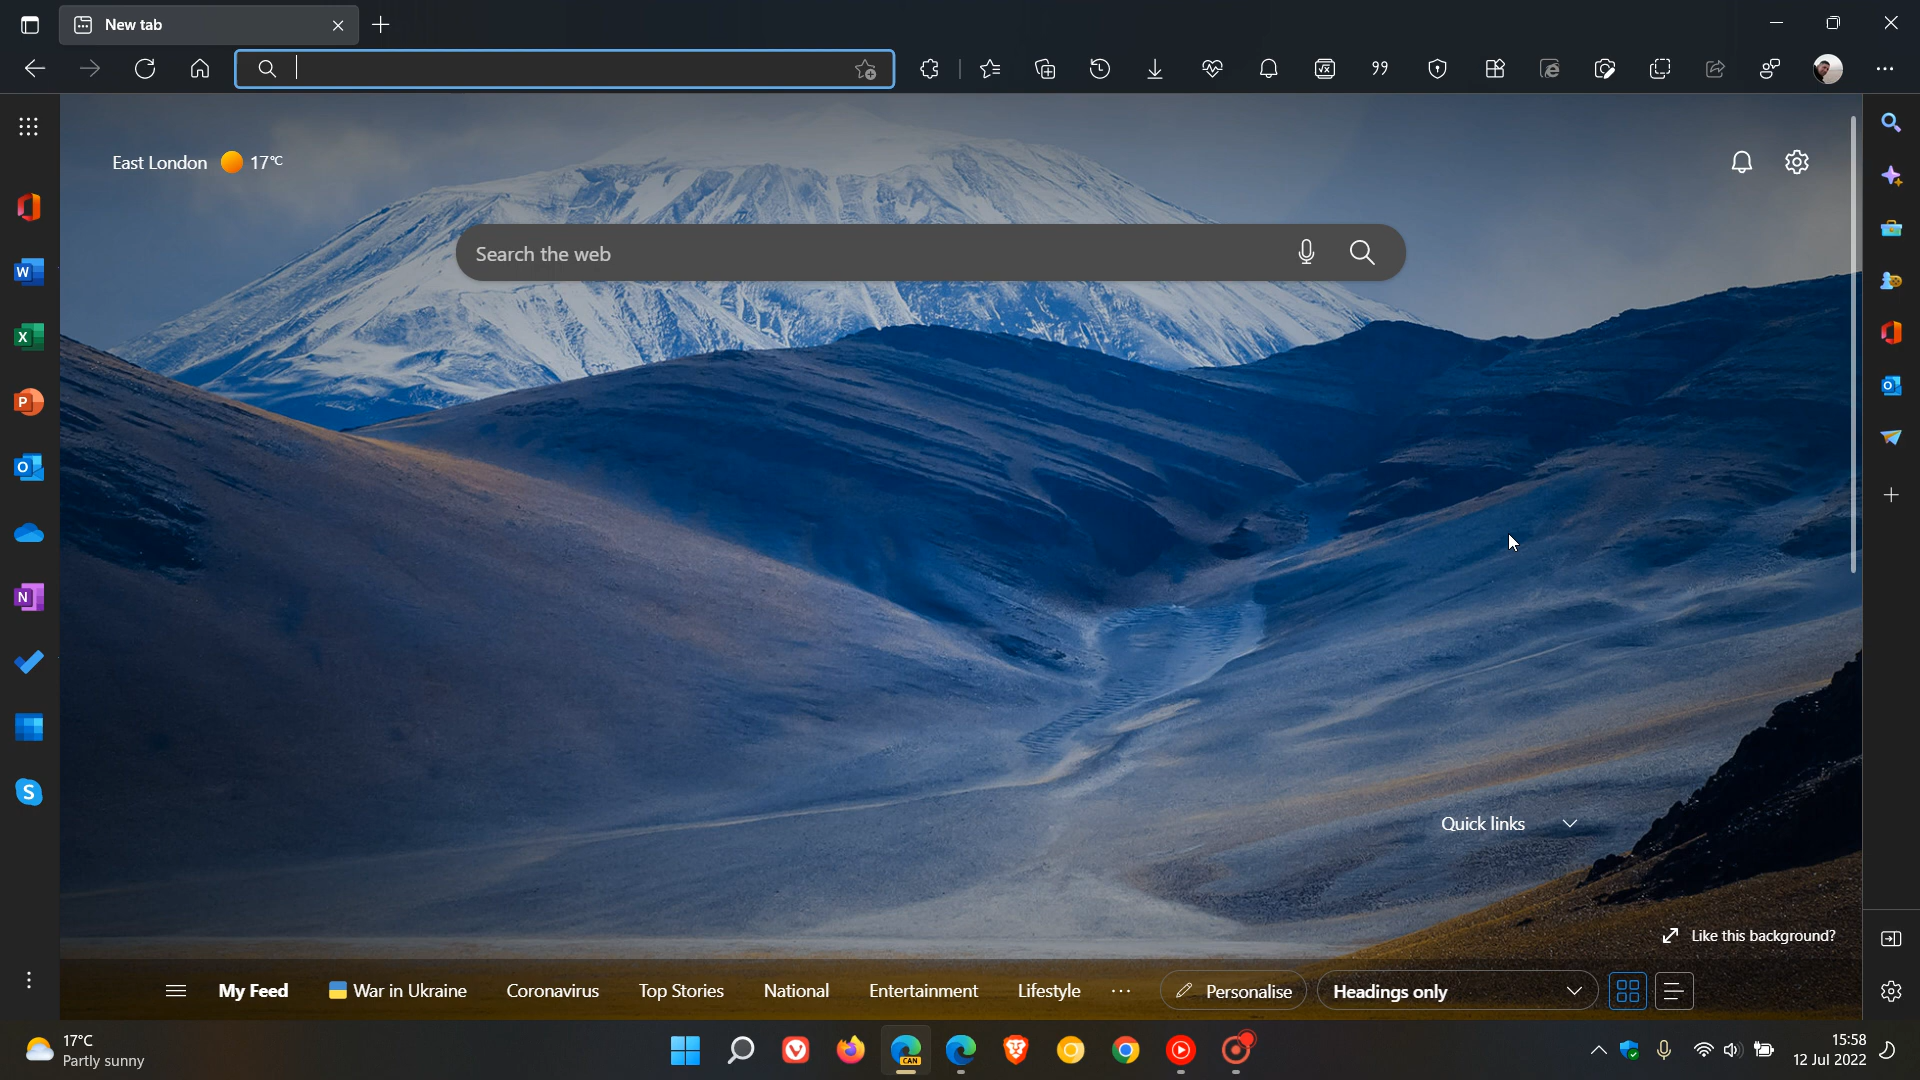 New tab
East London 17°C
Search the web
Quick links
Like this background?
My Feed War in Ukraine Coronavirus Top Stories National Entertainment Lifestyle ... Personalise Headings only
17°C
Partly sunny
CAN
15:58
12 Jul 2022